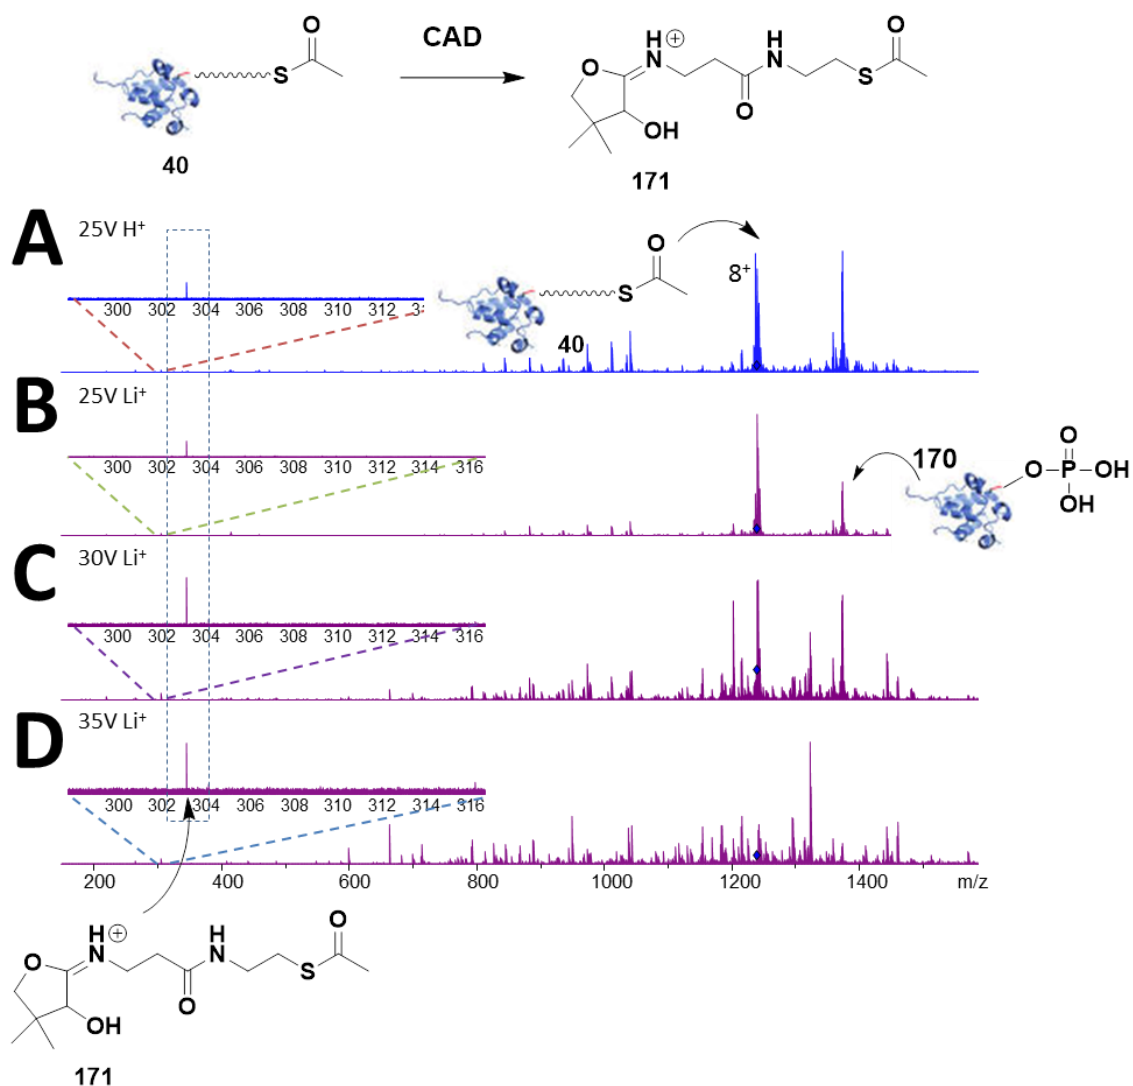 O
CAD
S
40
H
N
⊕
O
OH
O
H
N
S
O
171
A
25V H⁺
300 302 304 306 308 310 312 3
O
S
40
8⁺
B
25V Li⁺
300 302 304 306 308 310 312 314 316
170
O
O P OH
OH
C
30V Li⁺
300 302 304 306 308 310 312 314 316
D
35V Li⁺
300 302 304 306 308 310 312 314 316
200 400 600 800 1000 1200 1400 m/z
H
N
⊕
O
OH
O
H
N
S
O
171